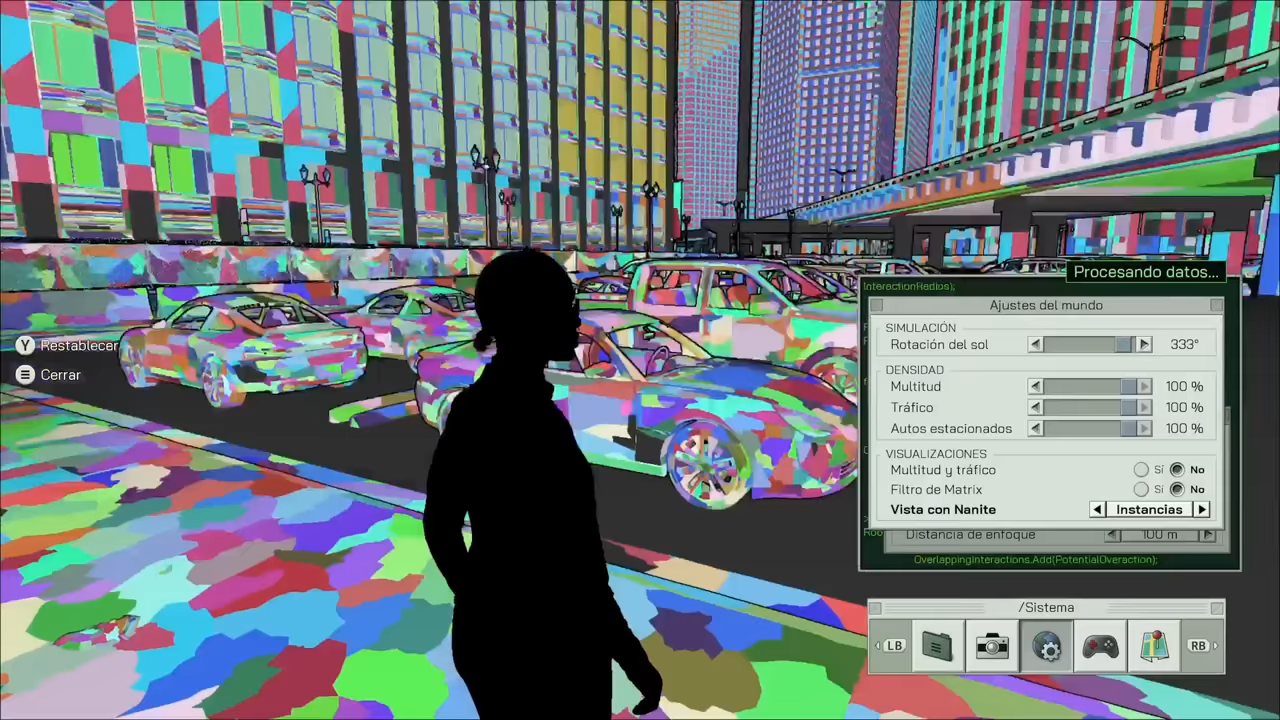 Procesando datos...
InteractionRadios);
Ajustes del mundo
SIMULACIÓN
Rotación del sol 333°
DENSIDAD
Multitud 100 %
Tráfico 100 %
Autos estacionados 100 %
VISUALIZACIONES
Multitud y tráfico Sí No
Filtro de Matrix Sí No
Vista con Nanite Instancias
Distancia de enfoque 100 m
OverlappingInteractions.Add(PotentialOveraction);
Y Restablecer
Cerrar
/Sistema
LB RB